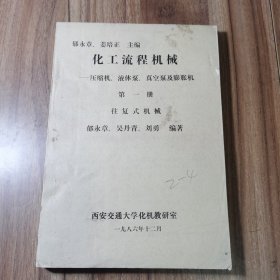 郁永章、姜培正 主编
化工流程机械
—压缩机、液体泵、真空泵及膨胀机
第一册
往复式机械
郁永章、吴丹青、刘勇 编著
2-4
西安交通大学化机教研室
一九八六年十二月